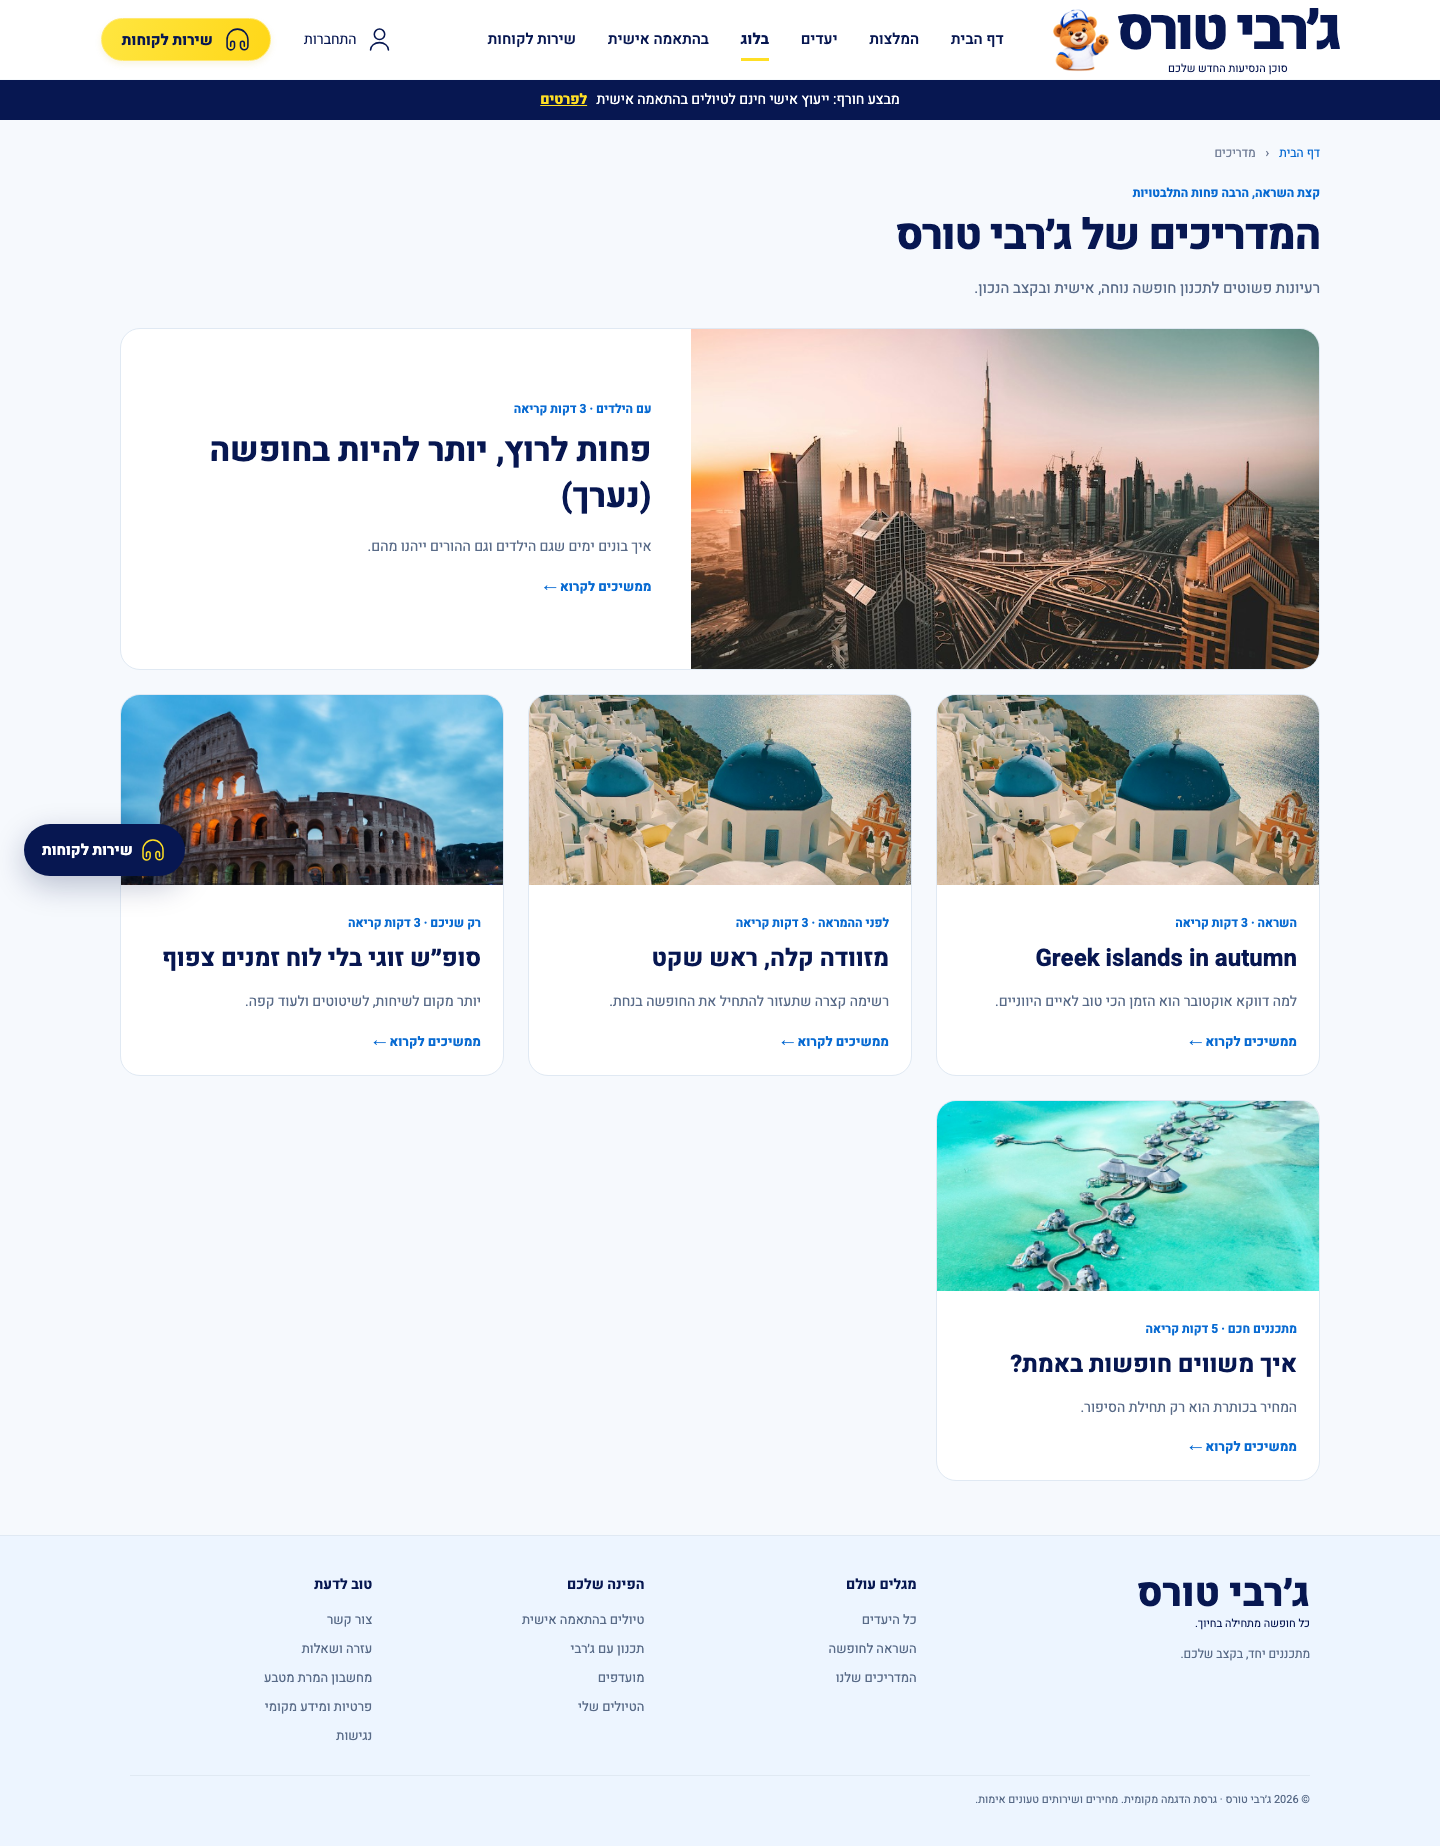 ג׳רבי טורס
סוכן הנסיעות החדש שלכם
דף הבית
המלצות
יעדים
בלוג
בהתאמה אישית
שירות לקוחות
התחברות
שירות לקוחות
מבצע חורף: ייעוץ אישי חינם לטיולים בהתאמה אישית לפרטים
דף הבית ‹ מדריכים
קצת השראה, הרבה פחות התלבטויות
המדריכים של ג׳רבי טורס
רעיונות פשוטים לתכנון חופשה נוחה, אישית ובקצב הנכון.
עם הילדים · 3 דקות קריאה
פחות לרוץ, יותר להיות בחופשה
(נערך)
איך בונים ימים שגם הילדים וגם ההורים ייהנו מהם.
ממשיכים לקרוא ←
השראה · 3 דקות קריאה
Greek islands in autumn
למה דווקא אוקטובר הוא הזמן הכי טוב לאיים היווניים.
ממשיכים לקרוא ←
לפני ההמראה · 3 דקות קריאה
מזוודה קלה, ראש שקט
רשימה קצרה שתעזור להתחיל את החופשה בנחת.
ממשיכים לקרוא ←
רק שניכם · 3 דקות קריאה
סופ״ש זוגי בלי לוח זמנים צפוף
יותר מקום לשיחות, לשיטוטים ולעוד קפה.
ממשיכים לקרוא ←
שירות לקוחות
מתכננים חכם · 5 דקות קריאה
איך משווים חופשות באמת?
המחיר בכותרת הוא רק תחילת הסיפור.
ממשיכים לקרוא ←
ג׳רבי טורס
כל חופשה מתחילה בחיוך.
מתכננים יחד, בקצב שלכם.
מגלים עולם
כל היעדים
השראה לחופשה
המדריכים שלנו
הפינה שלכם
טיולים בהתאמה אישית
תכנון עם ג׳רבי
מועדפים
הטיולים שלי
טוב לדעת
צור קשר
עזרה ושאלות
מחשבון המרת מטבע
פרטיות ומידע מקומי
נגישות
© 2026 ג׳רבי טורס · גרסת הדגמה מקומית. מחירים ושירותים טעונים אימות.